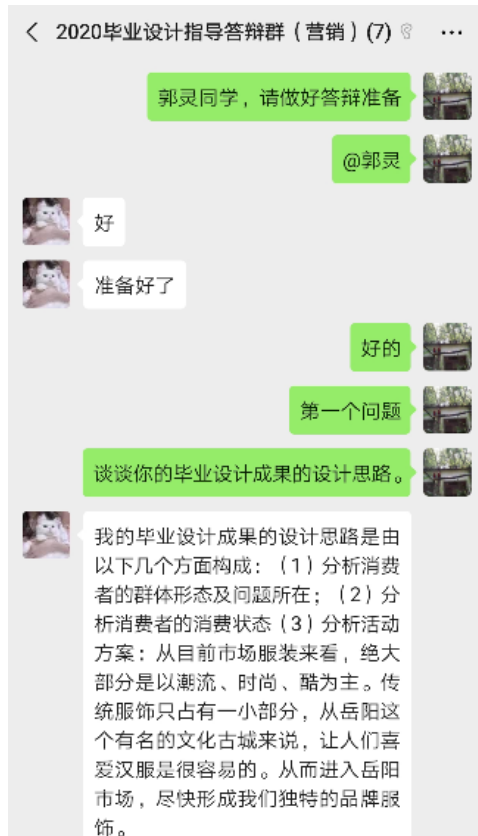 2020毕业设计指导答辩群（营销）(7)
郭灵同学，请做好答辩准备
@郭灵
好
准备好了
好的
第一个问题
谈谈你的毕业设计成果的设计思路。
我的毕业设计成果的设计思路是由
以下几个方面构成：（1）分析消费
者的群体形态及问题所在；（2）分
析消费者的消费状态（3）分析活动
方案：从目前市场服装来看，绝大
部分是以潮流、时尚、酷为主。传
统服饰只占有一小部分，从岳阳这
个有名的文化古城来说，让人们喜
爱汉服是很容易的。从而进入岳阳
市场，尽快形成我们独特的品牌服
饰。